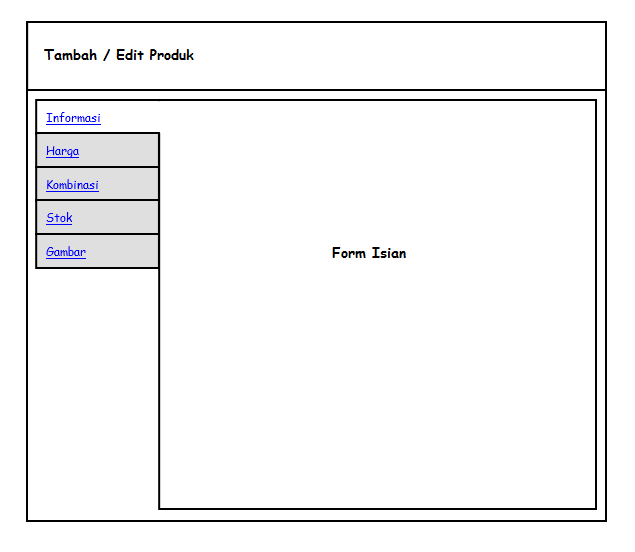 Tambah / Edit Produk
Informasi
Harga
Kombinasi
Stok
Gambar
Form Isian